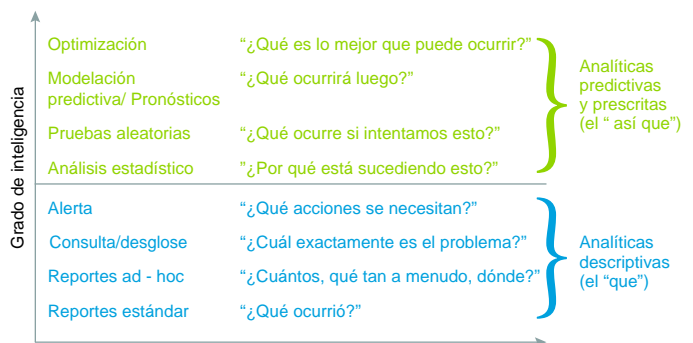 Grado de inteligencia
Optimización “¿Qué es lo mejor que puede ocurrir?”
Modelación “¿Qué ocurrirá luego?”
predictiva/ Pronósticos
Pruebas aleatorias “¿Qué ocurre si intentamos esto?”
Análisis estadístico ”¿Por qué está sucediendo esto?”
Analíticas
predictivas
y prescritas
(el “ así que”)
Alerta “¿Qué acciones se necesitan?”
Consulta/desglose “¿Cuál exactamente es el problema?”
Reportes ad - hoc “¿Cuántos, qué tan a menudo, dónde?”
Reportes estándar “¿Qué ocurrió?”
Analíticas
descriptivas
(el “que”)